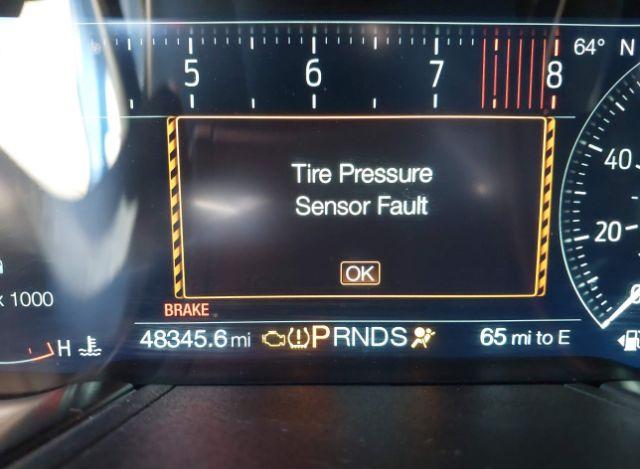 5 6 7 8 64° N
Tire Pressure
Sensor Fault
40
20
OK
0
x 1000
BRAKE
H 48345.6 mi PRNDS 65 mi to E